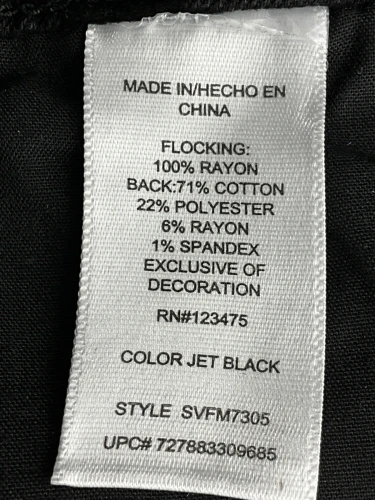 MADE IN/HECHO EN
CHINA
FLOCKING:
100% RAYON
BACK:71% COTTON
22% POLYESTER
6% RAYON
1% SPANDEX
EXCLUSIVE OF
DECORATION
RN#123475
COLOR JET BLACK
STYLE SVFM7305
UPC# 727883309685